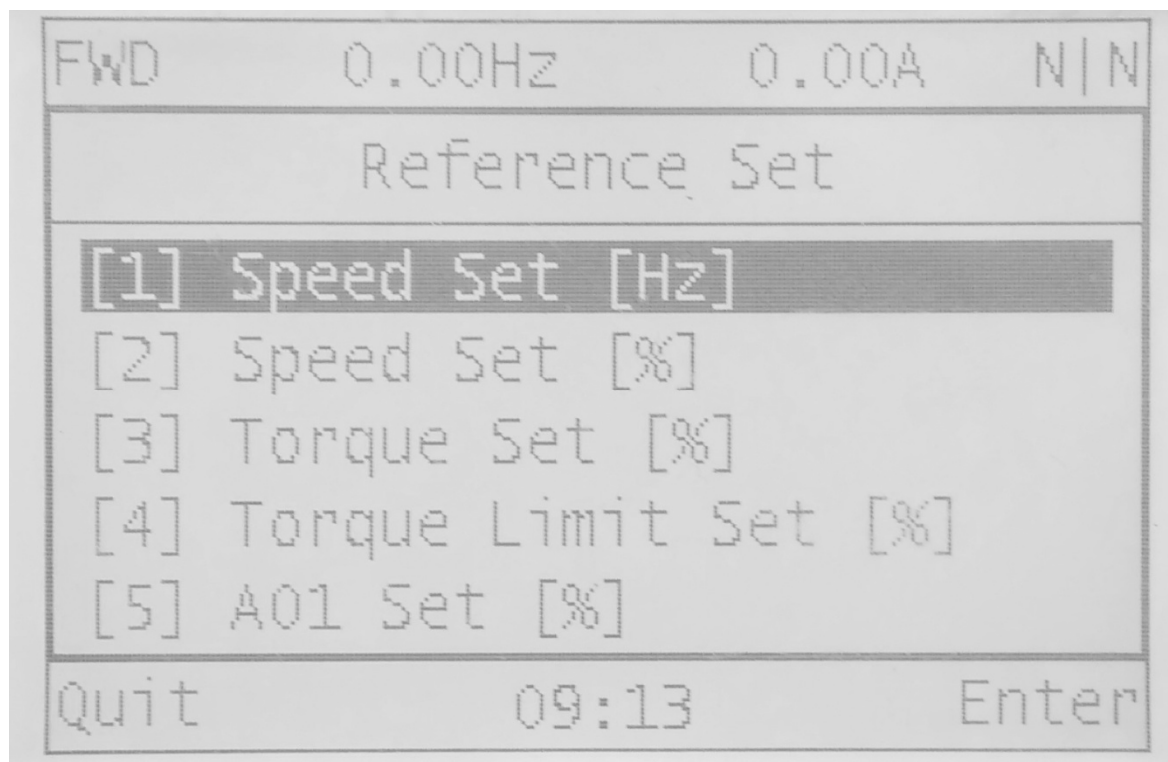 FWD 0.00Hz 0.00A N|N
Reference Set
[1] Speed Set [Hz]
[2] Speed Set [%]
[3] Torque Set [%]
[4] Torque Limit Set [%]
[5] AO1 Set [%]
Quit 09:13 Enter